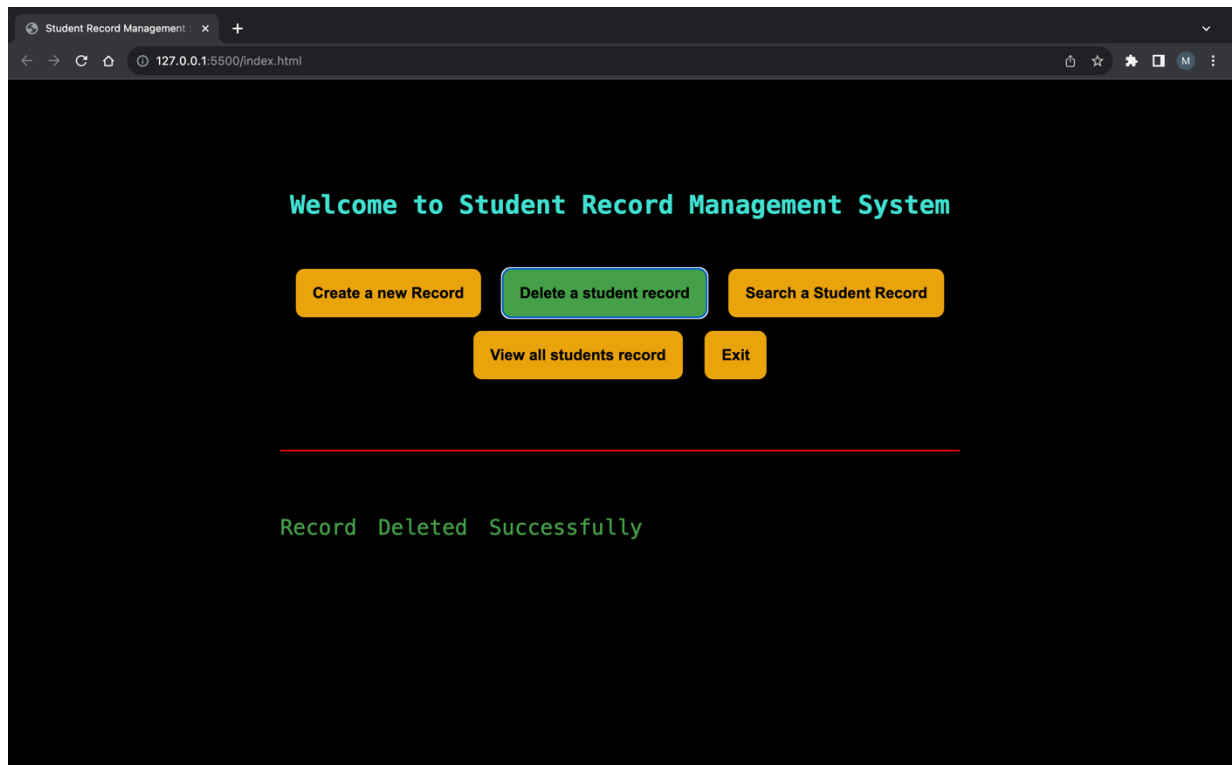 Student Record Management
127.0.0.1:5500/index.html
M
Welcome to Student Record Management System
Create a new Record
Delete a student record
Search a Student Record
View all students record
Exit
Record Deleted Successfully